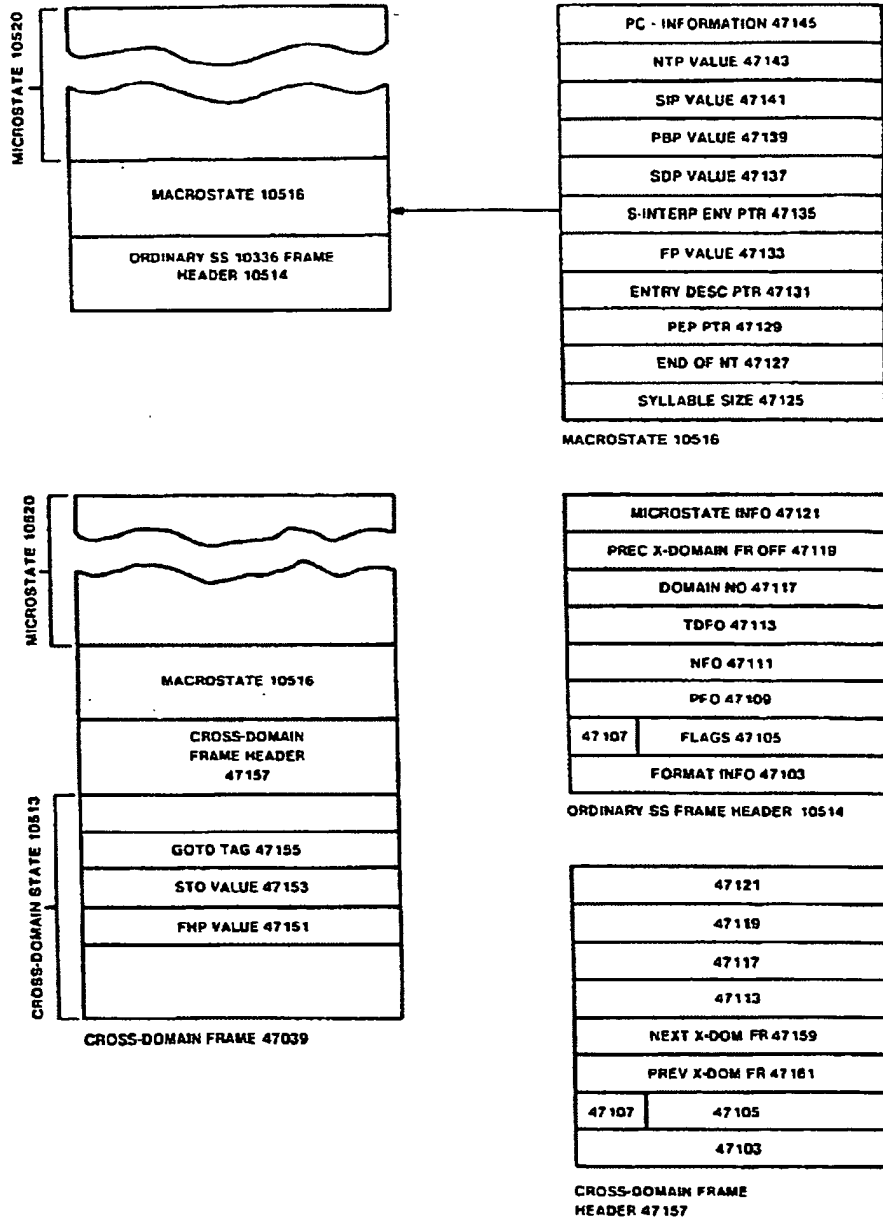 MICROSTATE 10520
MACROSTATE 10516
ORDINARY SS 10336 FRAME
HEADER 10514
PC - INFORMATION 47145
NTP VALUE 47143
SIP VALUE 47141
PBP VALUE 47139
SDP VALUE 47137
S-INTERP ENV PTR 47135
FP VALUE 47133
ENTRY DESC PTR 47131
PEP PTR 47129
END OF NT 47127
SYLLABLE SIZE 47125
MACROSTATE 10516
MICROSTATE 10520
MACROSTATE 10516
CROSS-DOMAIN
FRAME HEADER
47157
CROSS-DOMAIN STATE 10513
GOTO TAG 47155
STO VALUE 47153
FHP VALUE 47151
CROSS-DOMAIN FRAME 47039
MICROSTATE INFO 47121
PREC X-DOMAIN FR OFF 47119
DOMAIN NO 47117
TDFO 47113
NFO 47111
PFO 47109
47107 FLAGS 47105
FORMAT INFO 47103
ORDINARY SS FRAME HEADER 10514
47121
47119
47117
47113
NEXT X-DOM FR 47159
PREV X-DOM FR 47161
47107 47105
47103
CROSS-DOMAIN FRAME
HEADER 47157